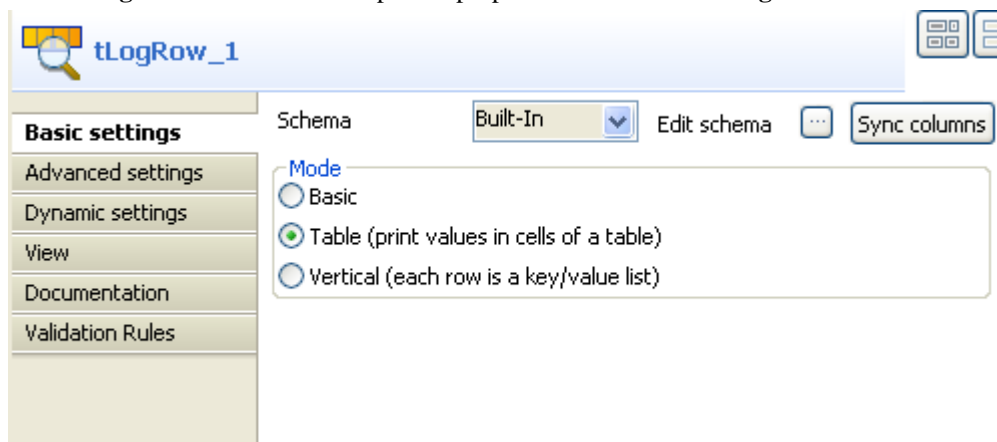 tLogRow_1
Basic settings
Advanced settings
Dynamic settings
View
Documentation
Validation Rules
Schema Built-In Edit schema ... Sync columns
Mode
Basic
Table (print values in cells of a table)
Vertical (each row is a key/value list)